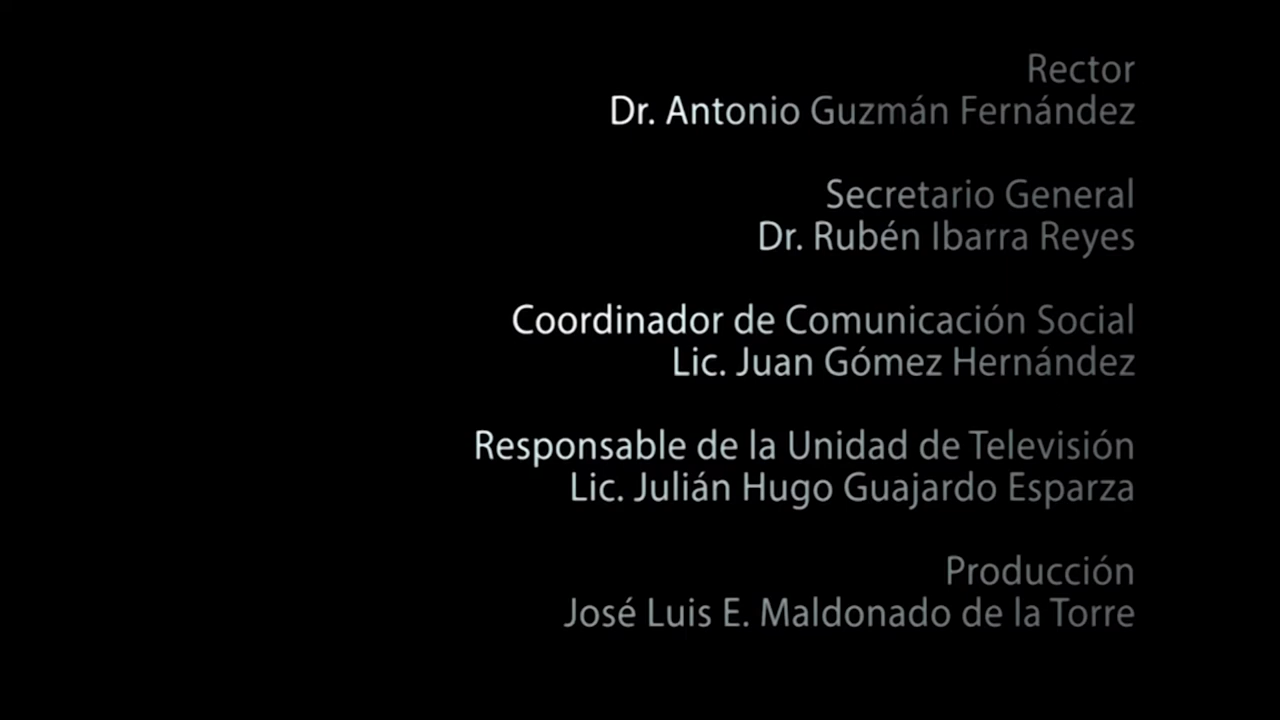 Rector
Dr. Antonio Guzmán Fernández
Secretario General
Dr. Rubén Ibarra Reyes
Coordinador de Comunicación Social
Lic. Juan Gómez Hernández
Responsable de la Unidad de Televisión
Lic. Julián Hugo Guajardo Esparza
Producción
José Luis E. Maldonado de la Torre